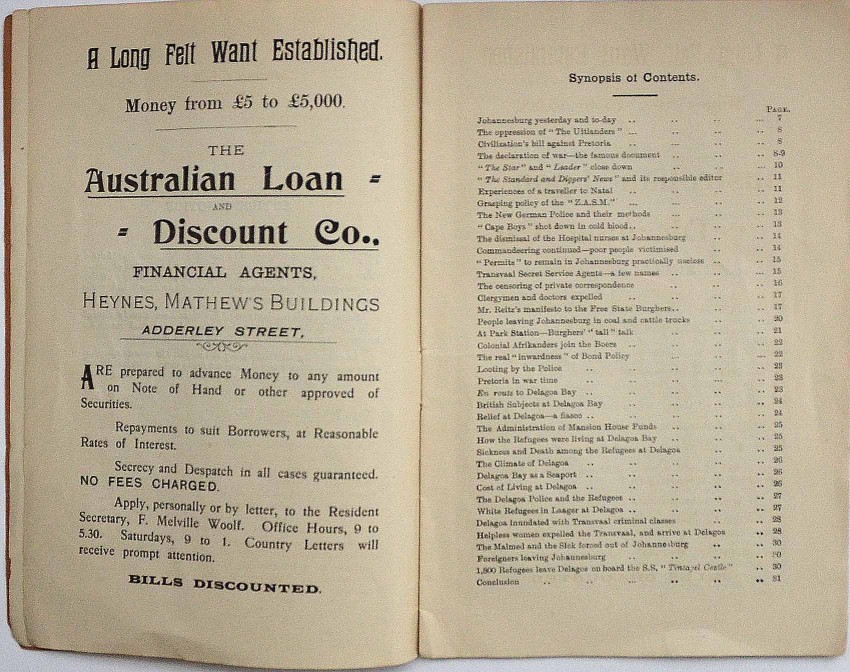 A Long Felt Want Established.
Money from £5 to £5,000.
THE
Australian Loan =
AND
= Discount Co.,
FINANCIAL AGENTS,
HEYNES, MATHEW'S BUILDINGS
ADDERLEY STREET,
ARE prepared to advance Money to any amount
on Note of Hand or other approved of
Securities.
Repayments to suit Borrowers, at Reasonable
Rates of Interest.
Secrecy and Despatch in all cases guaranteed.
NO FEES CHARGED.
Apply, personally or by letter, to the Resident
Secretary, F. Melville Woolf. Office Hours, 9 to
5.30. Saturdays, 9 to 1. Country Letters will
receive prompt attention.
BILLS DISCOUNTED.
Synopsis of Contents.
PAGE.
Johannesburg yesterday and to-day .. .. .. ... 7
The oppression of "The Uitlanders" ... .. .. .. 8
Civilization's bill against Pretoria .. .. .. .. 8
The declaration of war—the famous document .. .. .. 8-9
"The Star" and "Leader" close down .. .. ... 10
"The Standard and Diggers' News" and its responsible editor .. 11
Experiences of a traveller to Natal .. .. .. .. 11
Grasping policy of the "Z.A.S.M." ... ... .. .. 12
The New German Police and their methods ... .. .. 13
"Cape Boys" shot down in cold blood.. .. .. .. 13
The dismissal of the Hospital nurses at Johannesburg .. .. 14
Commandeering continued—poor people victimised .. .. 14
"Permits" to remain in Johannesburg practically useless .. .. 15
Transvaal Secret Service Agents—a few names .. .. ... 15
The censoring of private correspondence .. .. .. 16
Clergymen and doctors expelled .. .. .. .. 17
Mr. Reitz's manifesto to the Free State Burghers.. .. .. 17
People leaving Johannesburg in coal and cattle trucks .. .. 20
At Park Station—Burghers' "tall" talk .. .. .. 21
Colonial Afrikanders join the Boers .. .. .. .. 22
The real "inwardness" of Bond Policy ... .. ... 22
Looting by the Police .. .. .. .. 23
Pretoria in war time .. .. ... .. 23
En route to Delagoa Bay .. .. .. .. 23
British Subjects at Delagoa Bay .. .. .. .. 24
Relief at Delagoa—a fiasco .. .. .. .. .. 24
The Administration of Mansion House Funds .. .. .. 25
How the Refugees were living at Delagoa Bay .. .. .. 25
Sickness and Death among the Refugees at Delagoa .. .. 25
The Climate of Delagoa .. .. .. .. .. 26
Delagoa Bay as a Seaport .. .. .. .. .. 26
Cost of Living at Delagoa .. .. .. .. .. 26
The Delagoa Police and the Refugees .. .. .. .. 27
White Refugees in Laager at Delagoa .. .. .. .. 27
Delagoa inundated with Transvaal criminal classes .. .. 28
Helpless women expelled the Transvaal, and arrive at Delagoa .. 28
The Maimed and the Sick forced out of Johannesburg .. .. 30
Foreigners leaving Johannesburg .. .. .. .. 30
1,800 Refugees leave Delagoa on board the S.S. "Tintagel Castle" .. 30
Conclusion .. .. ... .. .. .. 31